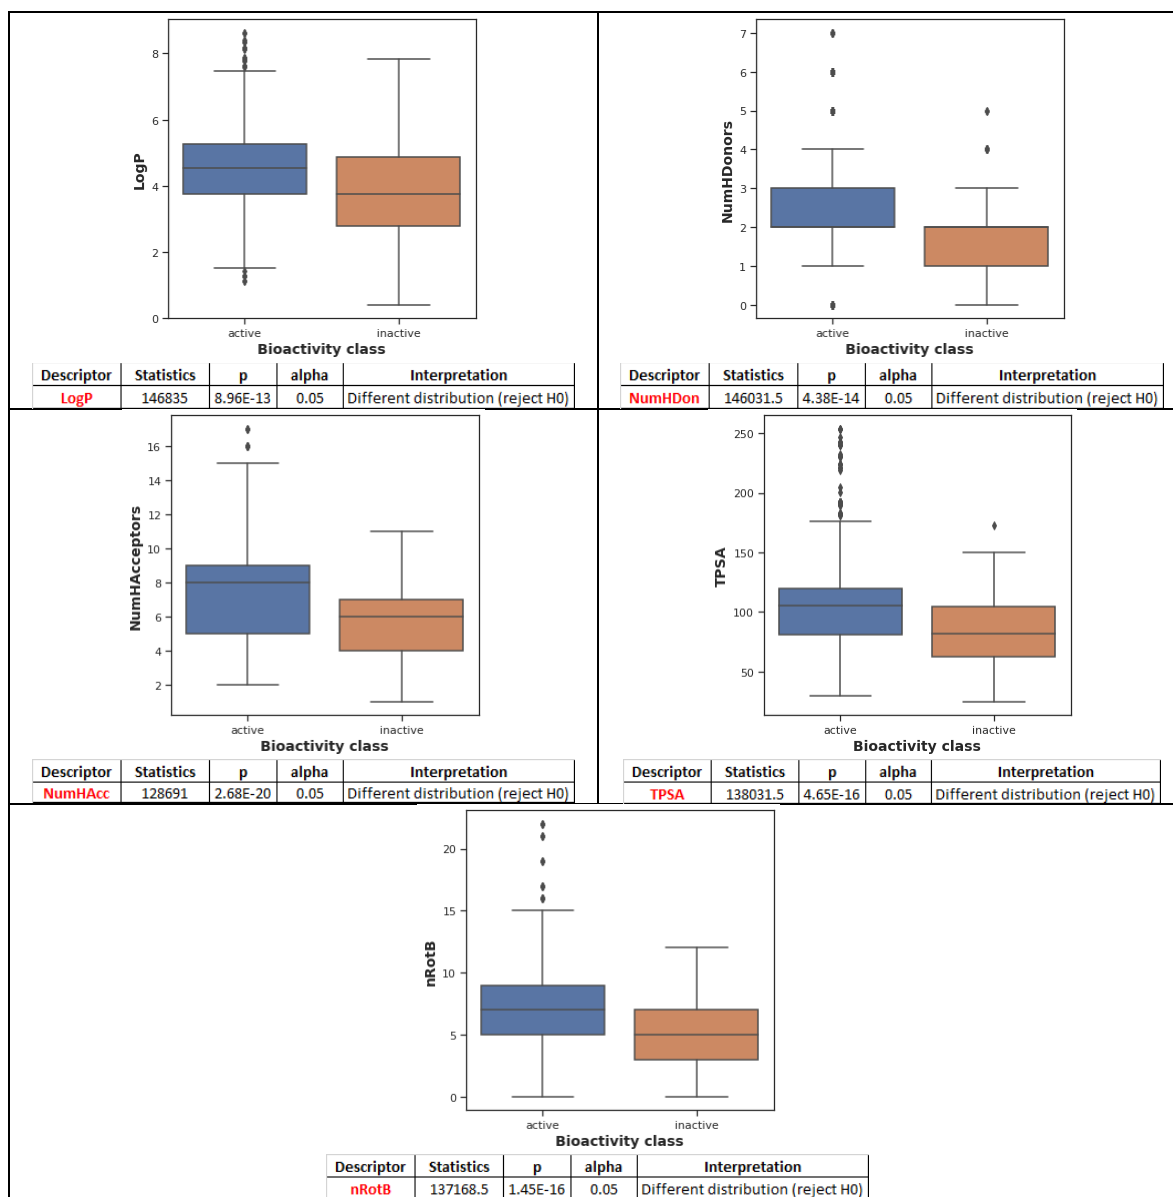 8
6
4
2
0
LogP
active inactive
Bioactivity class
Descriptor Statistics p alpha Interpretation
LogP 146835 8.96E-13 0.05 Different distribution (reject H0)
7
6
5
4
3
2
1
0
NumHDonors
active inactive
Bioactivity class
Descriptor Statistics p alpha Interpretation
NumHDon 146031.5 4.38E-14 0.05 Different distribution (reject H0)
16
14
12
10
8
6
4
2
NumHAcceptors
active inactive
Bioactivity class
Descriptor Statistics p alpha Interpretation
NumHAcc 128691 2.68E-20 0.05 Different distribution (reject H0)
250
200
150
100
50
TPSA
active inactive
Bioactivity class
Descriptor Statistics p alpha Interpretation
TPSA 138031.5 4.65E-16 0.05 Different distribution (reject H0)
20
15
10
5
0
nRotB
active inactive
Bioactivity class
Descriptor Statistics p alpha Interpretation
nRotB 137168.5 1.45E-16 0.05 Different distribution (reject H0)